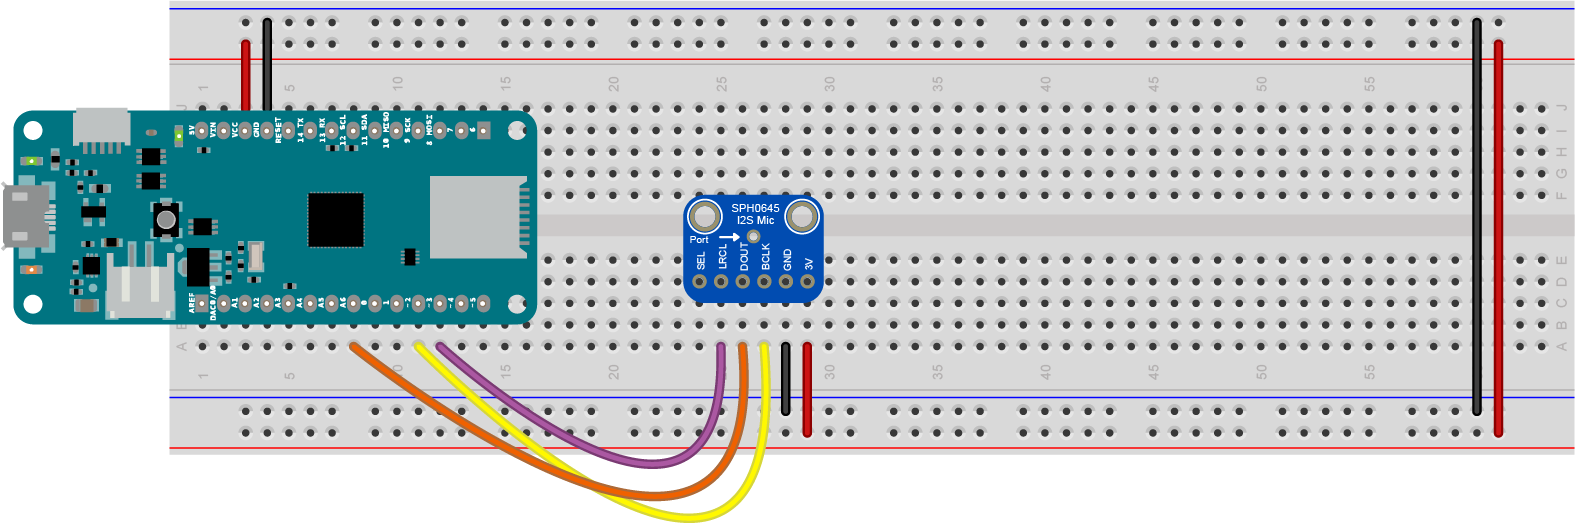 1 5 10 15 20 25 30 35 40 45 50 55
J
I
H
G
F
E
D
C
B
A
5V
VIN
VCC
GND
RESET
14 TX
13 RX
12 SCL
11 SDA
10 MISO
9 SCK
8 MOSI
7
6
AREF
DAC0/A0
A1
A2
A3
A4
A5
A6
0
1
~2
~3
~4
~5
SPH0645
I2S Mic
Port
SEL
LRCL
DOUT
BCLK
GND
3V
J
A
B
1 5 10 15 20 25 30 35 40 45 50 55